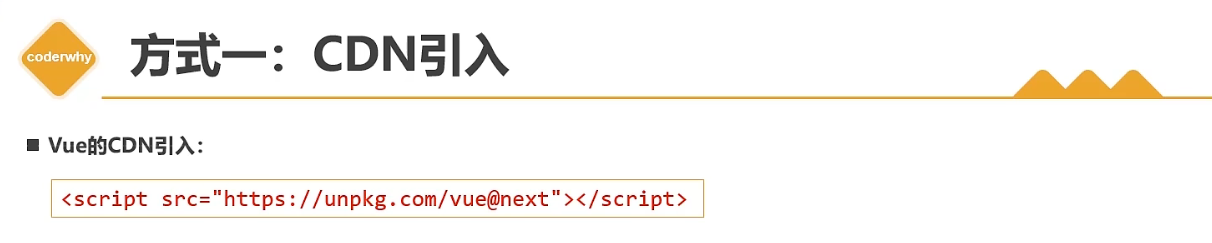 coderwhy
方式一：CDN引入
■ Vue的CDN引入：
<script src="https://unpkg.com/vue@next"></script>